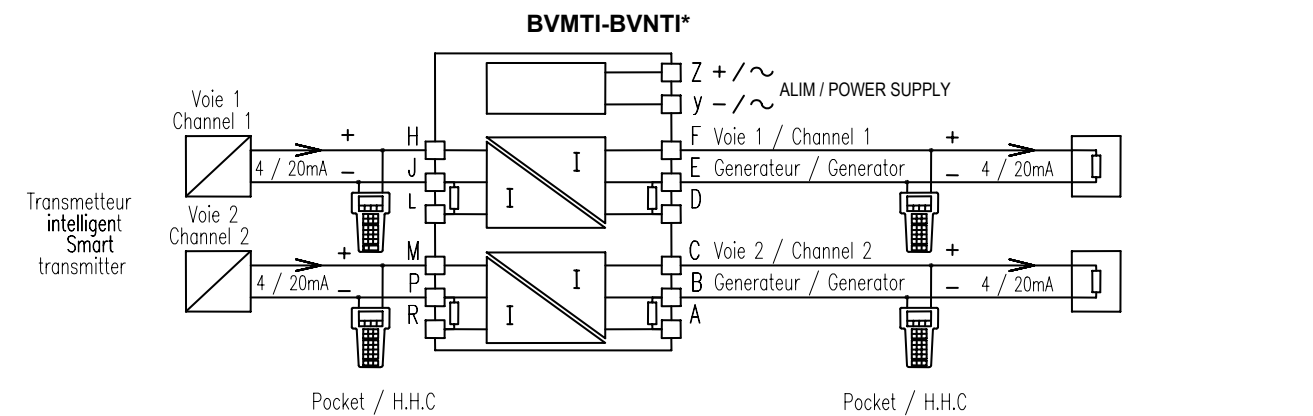 BVMTI-BVNTI*
Z + / ~
y - / ~
ALIM / POWER SUPPLY
Voie 1
Channel 1
+
H
F Voie 1 / Channel 1
+
4 / 20mA
–
J
E Generateur / Generator
–
4 / 20mA
L
D
I
I
Transmetteur
intelligent
Smart
transmitter
Voie 2
Channel 2
+
M
C Voie 2 / Channel 2
+
4 / 20mA
–
P
B Generateur / Generator
–
4 / 20mA
R
A
I
I
Pocket / H.H.C
Pocket / H.H.C